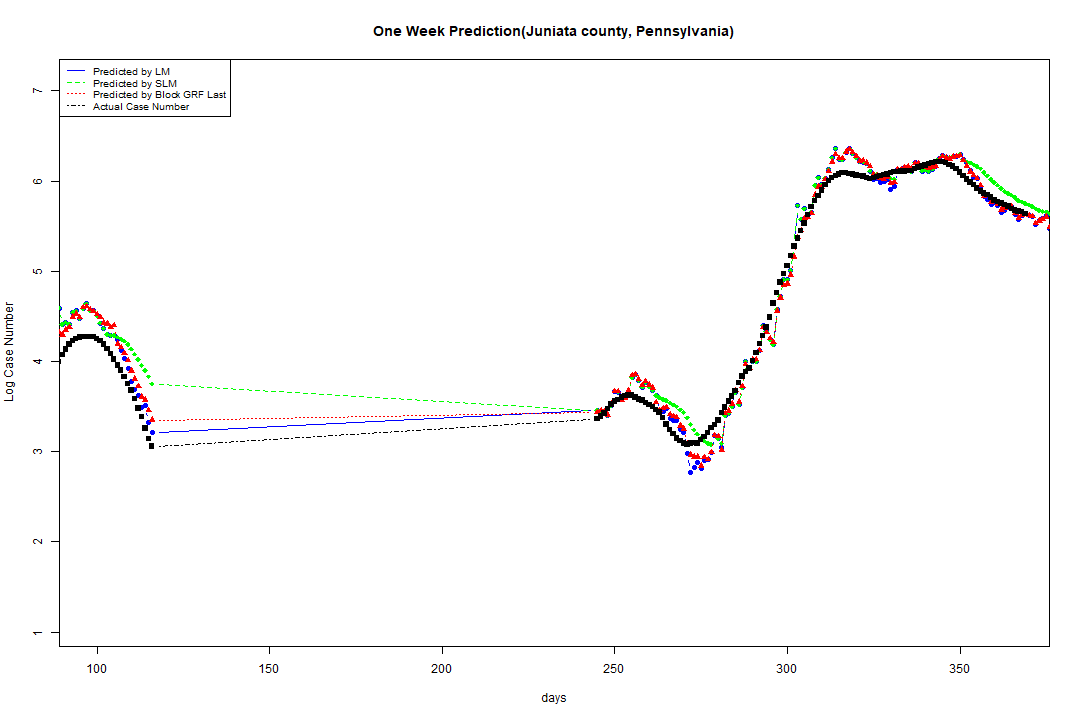 One Week Prediction(Juniata county, Pennsylvania)
Predicted by LM
Predicted by SLM
Predicted by Block GRF Last
Actual Case Number
7
6
5
4
3
2
1
Log Case Number
100 150 200 250 300 350
days